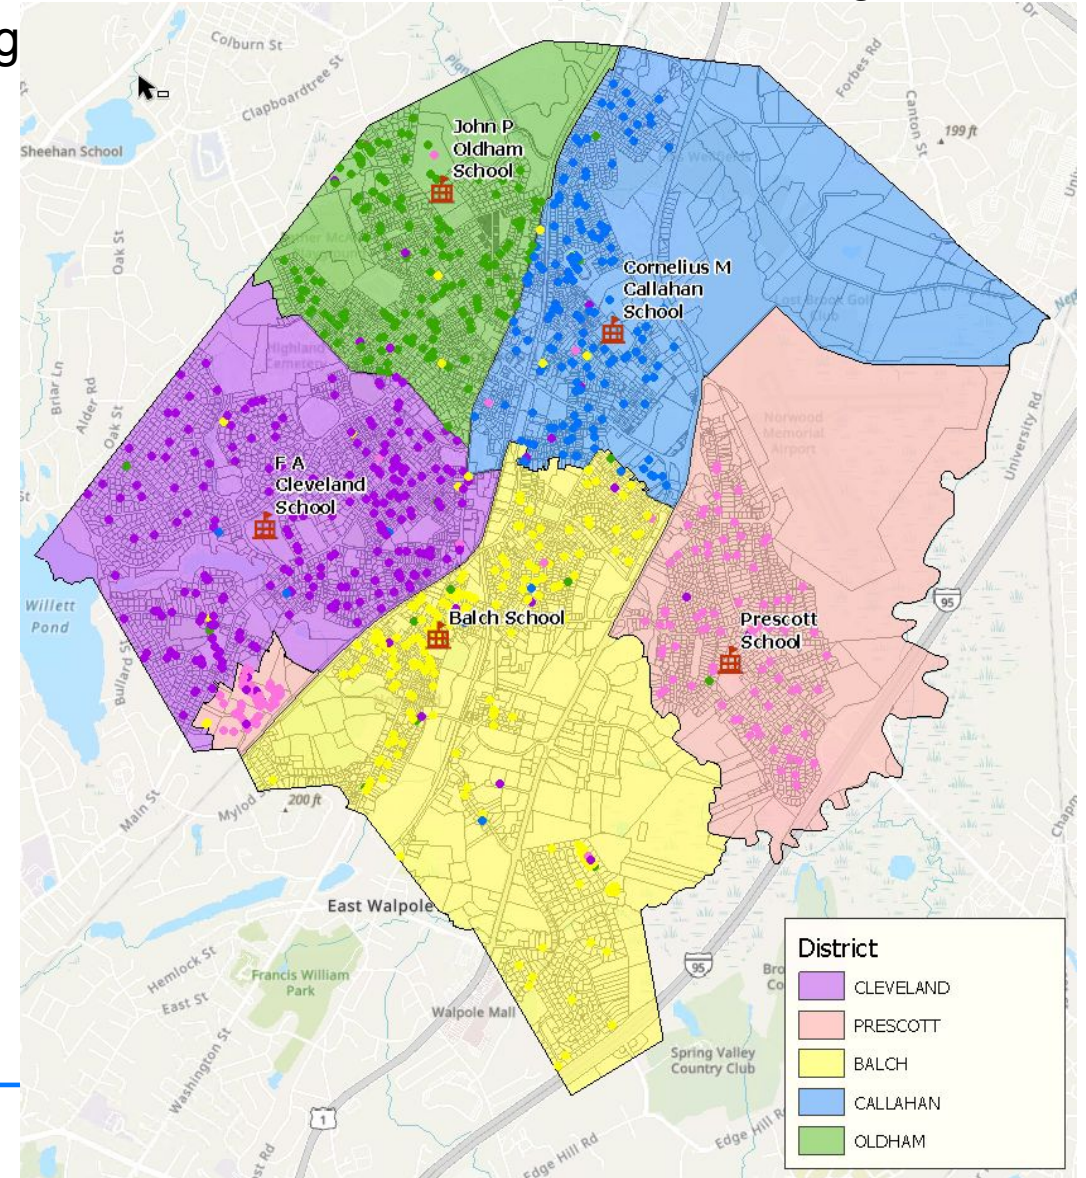 g
Colburn St
Clapboardtree St
Sheehan School
Forbes Rd
Canton St
199 ft
Dr
John P
Oldham
School
Oak St
Cornelius M
Callahan
School
Highland
Cemetery
Briar Ln
Alder Rd
Oak St
St
University Rd
Norwood
Memorial
Airport
F A
Cleveland
School
Willett
Pond
Bullard St
95
Balch School
Prescott
School
Main St
Mylod
200 ft
East Walpole
Hemlock St
East St
Francis William
Park
Washington St
Walpole Mall
95
Spring Valley
Country Club
1
Edge Hill Rd
Edge Hill Rd
District
CLEVELAND
PRESCOTT
BALCH
CALLAHAN
OLDHAM